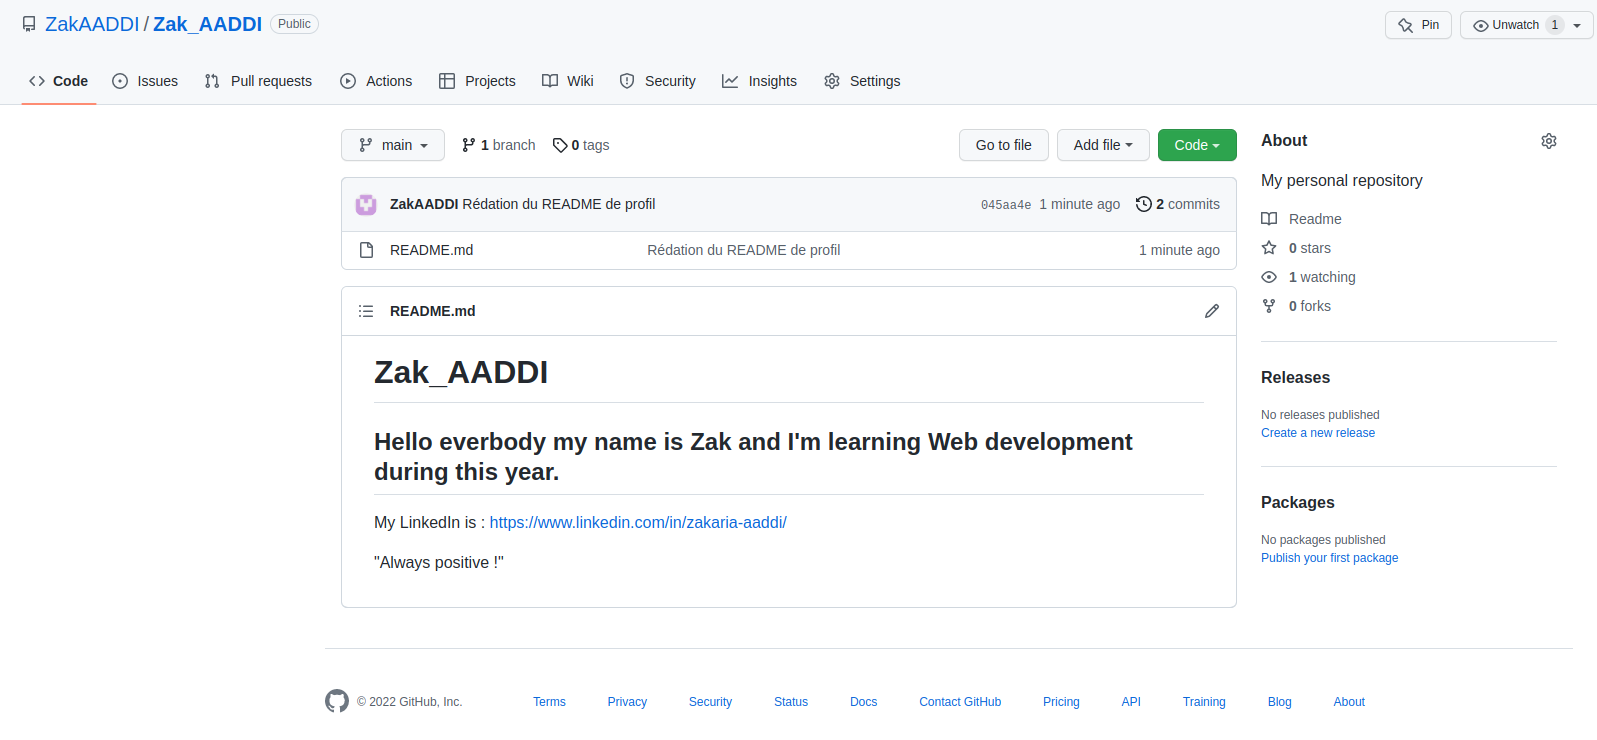 ZakAADDI / Zak_AADDI Public
Pin Unwatch 1
Code Issues Pull requests Actions Projects Wiki Security Insights Settings
main 1 branch 0 tags Go to file Add file Code
ZakAADDI Rédation du README de profil 045aa4e 1 minute ago 2 commits
README.md Rédation du README de profil 1 minute ago
README.md
Zak_AADDI
Hello everbody my name is Zak and I'm learning Web development
during this year.
My LinkedIn is : https://www.linkedin.com/in/zakaria-aaddi/
"Always positive !"
About
My personal repository
Readme
0 stars
1 watching
0 forks
Releases
No releases published
Create a new release
Packages
No packages published
Publish your first package
© 2022 GitHub, Inc. Terms Privacy Security Status Docs Contact GitHub Pricing API Training Blog About